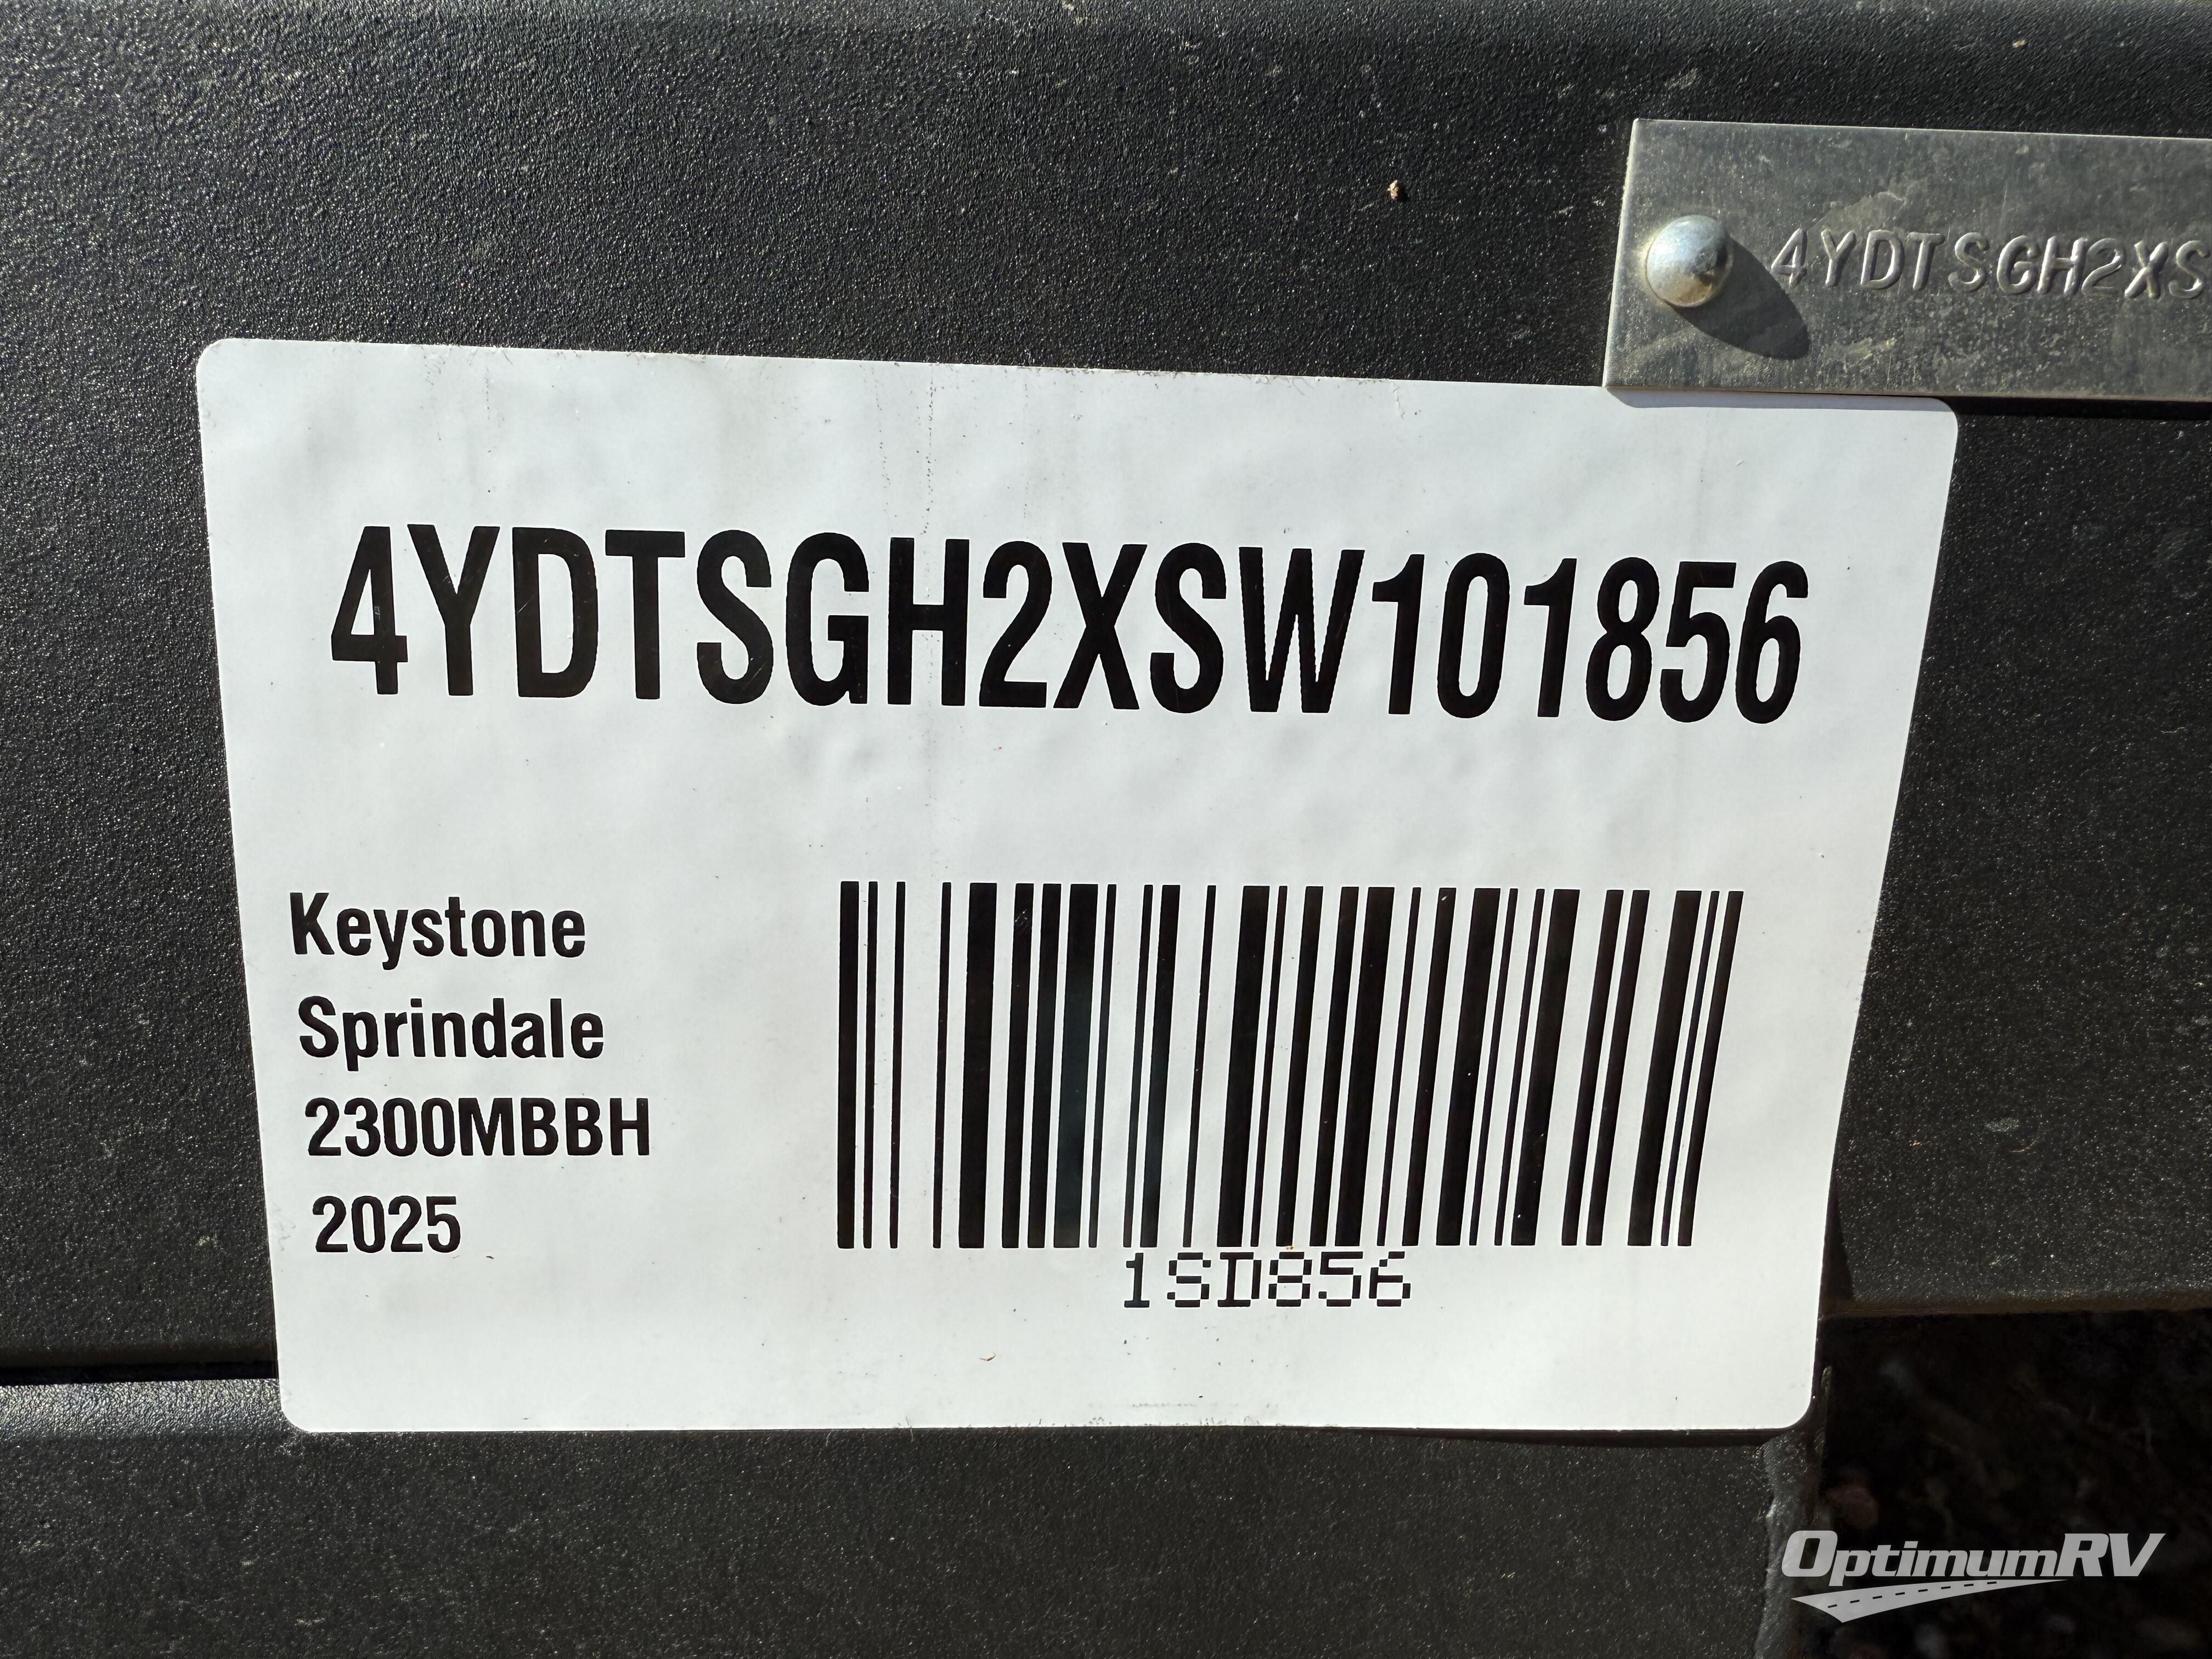 4YDTSGH2XS
4YDTSGH2XSW101856
Keystone
Sprindale
2300MBBH
2025
1SD856
OptimumRV